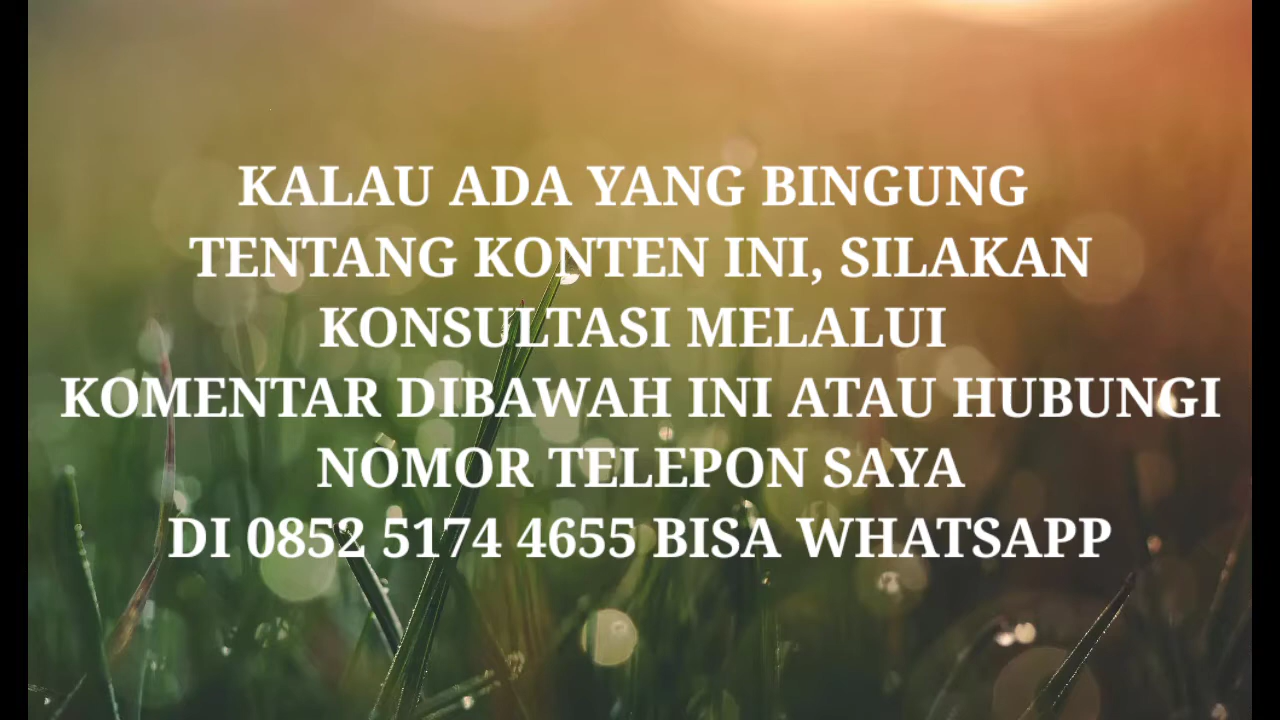 KALAU ADA YANG BINGUNG
TENTANG KONTEN INI, SILAKAN
KONSULTASI MELALUI
KOMENTAR DIBAWAH INI ATAU HUBUNGI
NOMOR TELEPON SAYA
DI 0852 5174 4655 BISA WHATSAPP